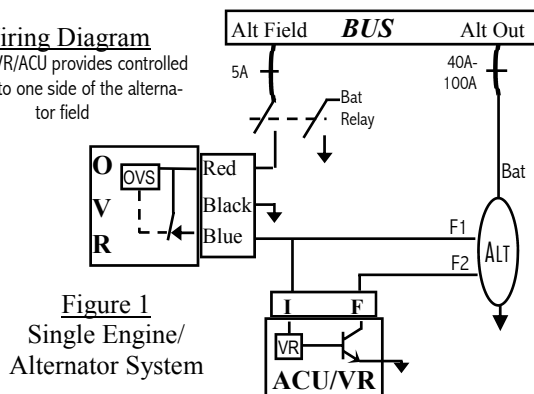 iring Diagram
VR/ACU provides controlled
to one side of the alterna-
tor field
Alt Field BUS Alt Out
5A
40A-
100A
Bat
Relay
O
V
R
OVS
Red
Black
Blue
Bat
F1
F2
ALT
I F
VR
ACU/VR
Figure 1
Single Engine/
Alternator System